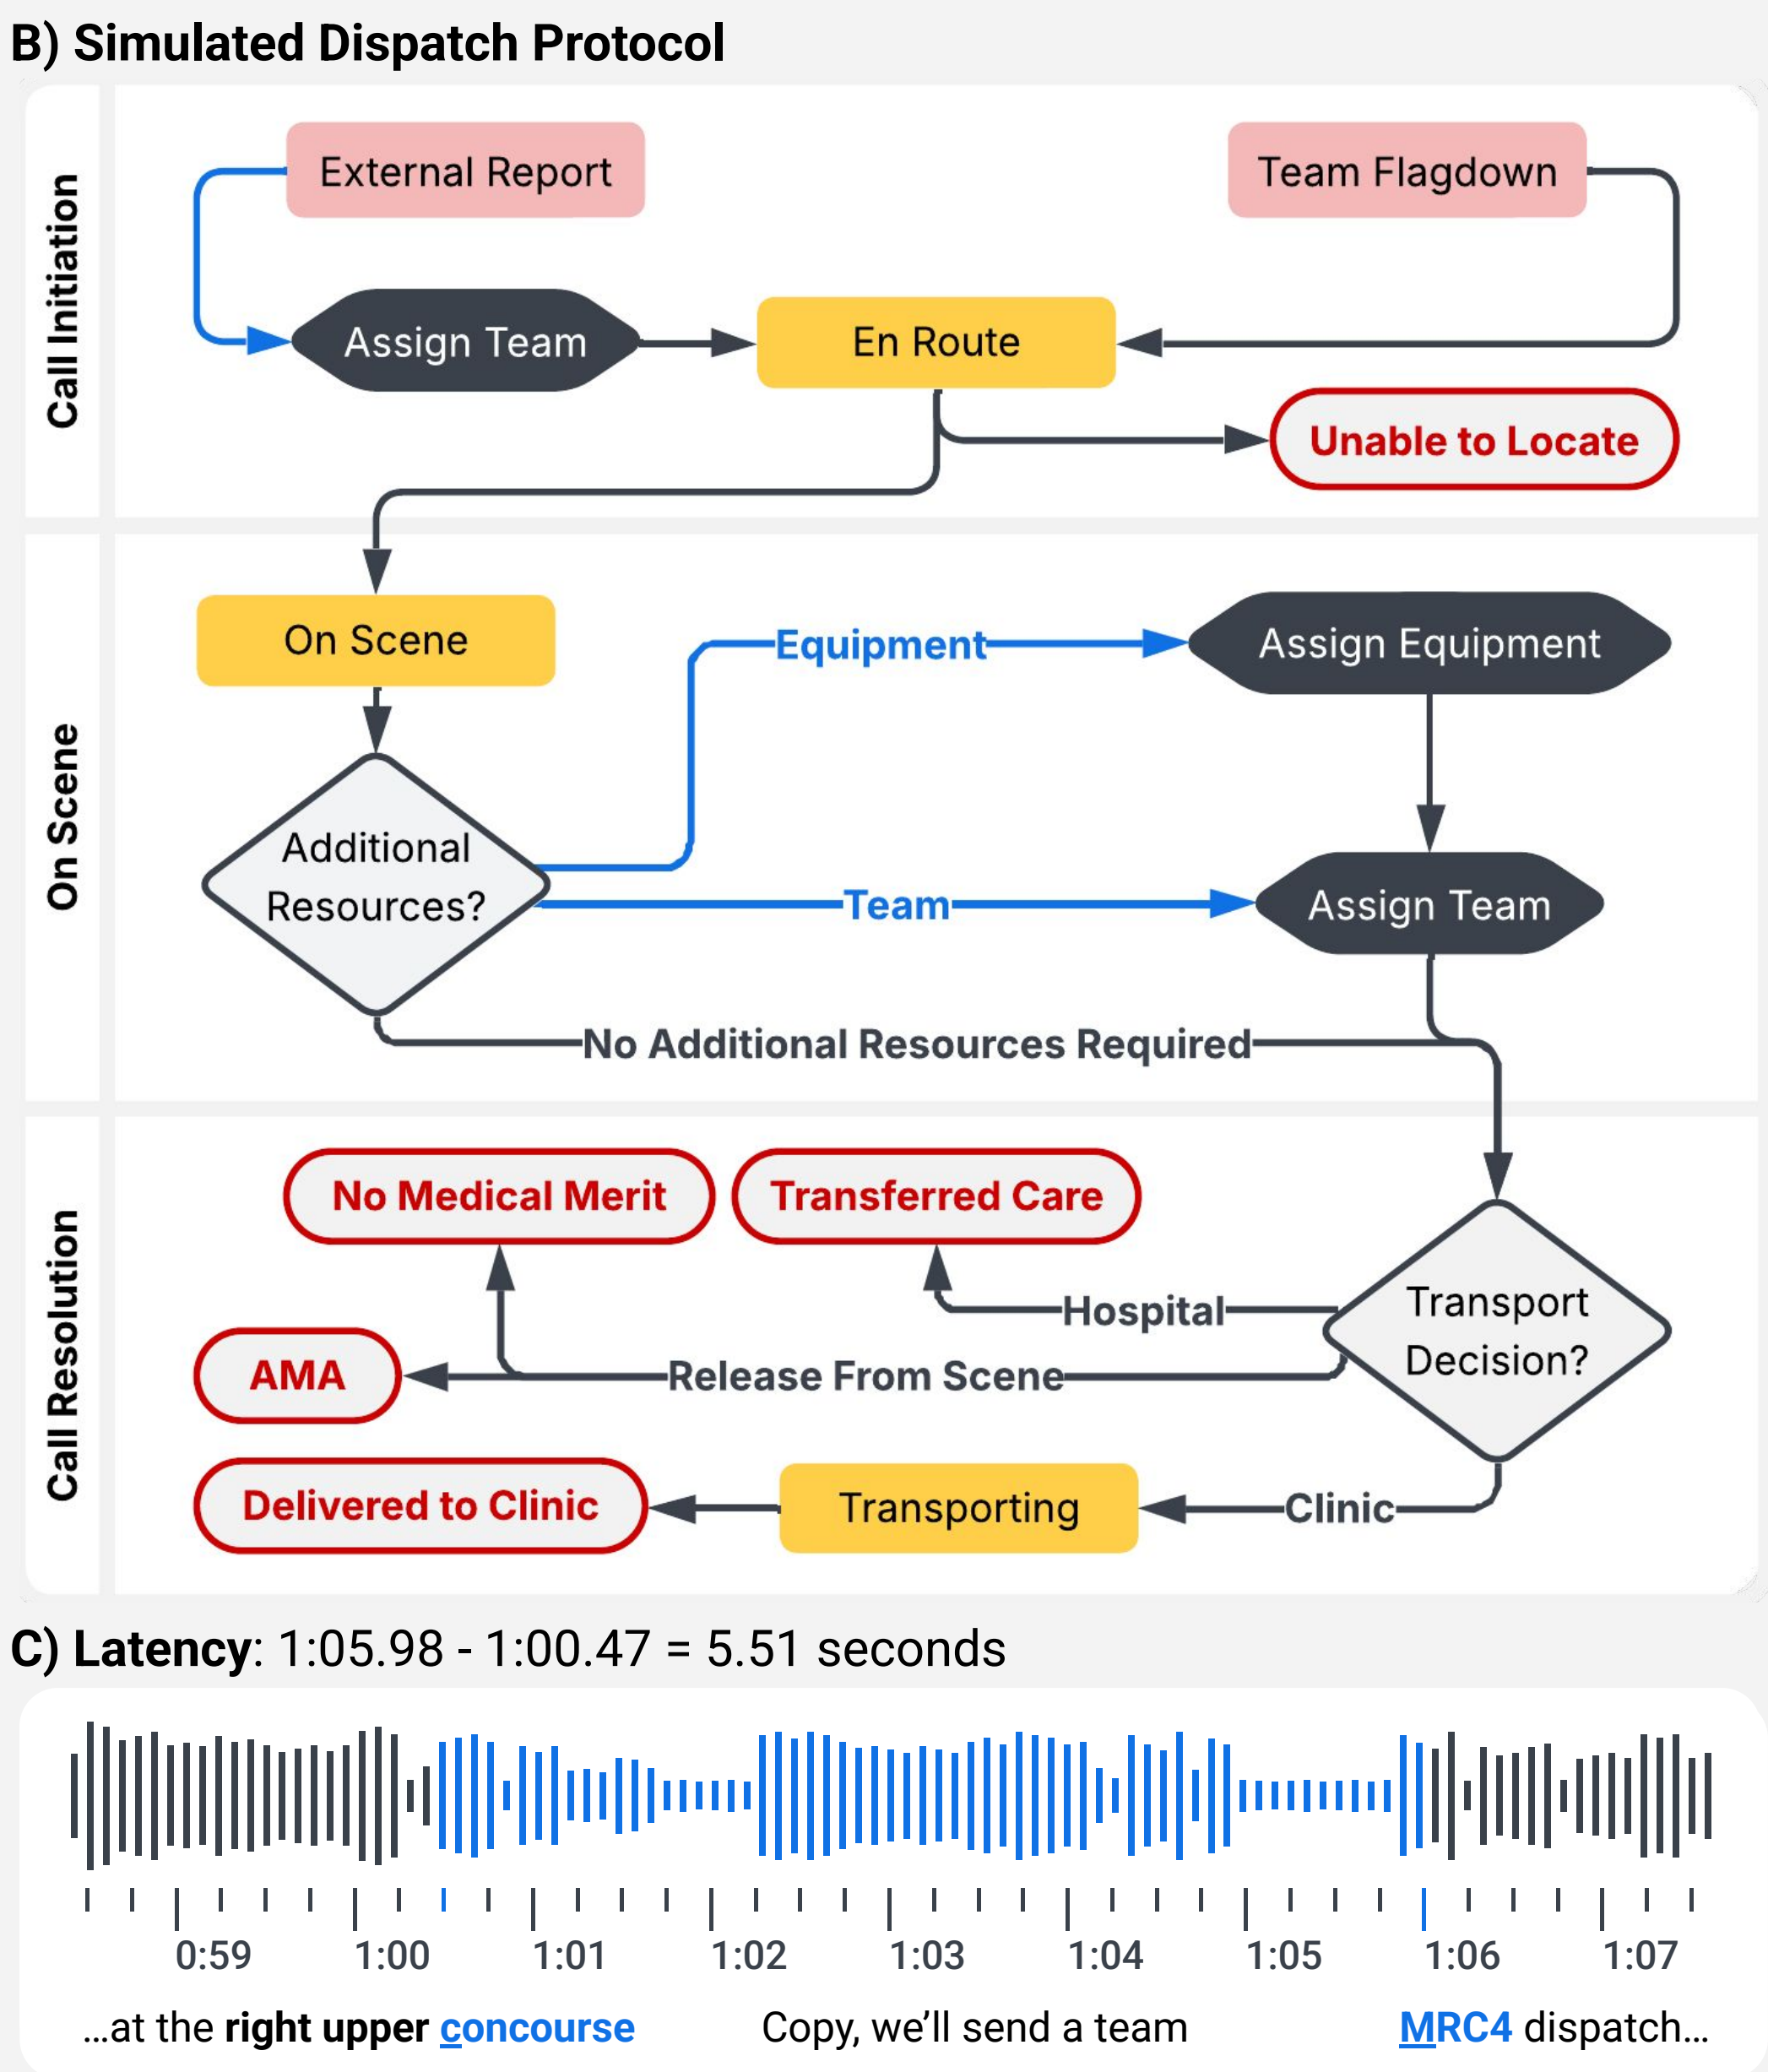 B) Simulated Dispatch Protocol
Call Initiation
External Report
Team Flagdown
Assign Team
En Route
Unable to Locate
On Scene
On Scene
Equipment
Assign Equipment
Additional
Resources?
Team
Assign Team
No Additional Resources Required
Call Resolution
No Medical Merit
Transferred Care
Hospital
Transport
Decision?
AMA
Release From Scene
Delivered to Clinic
Transporting
Clinic
C) Latency: 1:05.98 - 1:00.47 = 5.51 seconds
0:59 1:00 1:01 1:02 1:03 1:04 1:05 1:06 1:07
...at the right upper concourse
Copy, we'll send a team
MRC4 dispatch...